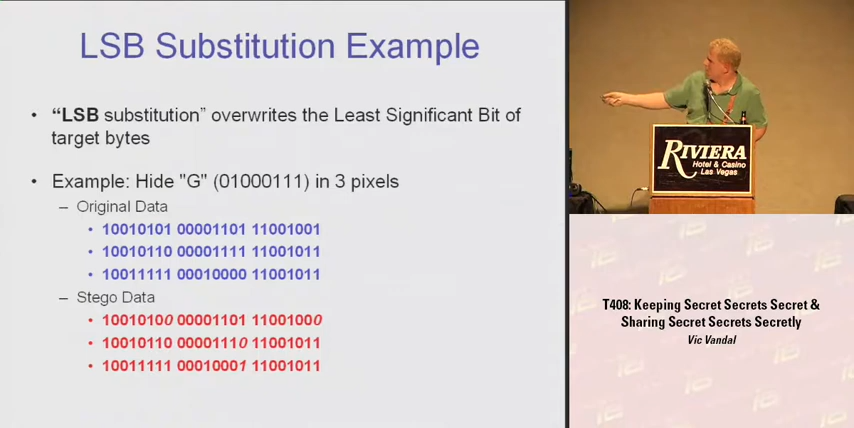 LSB Substitution Example
• “LSB substitution” overwrites the Least Significant Bit of
target bytes
• Example: Hide "G" (01000111) in 3 pixels
– Original Data
• 10010101 00001101 11001001
• 10010110 00001111 11001011
• 10011111 00010000 11001011
– Stego Data
• 10010100 00001101 11001000
• 10010110 00001110 11001011
• 10011111 00010001 11001011
RIVIERA
Hotel & Casino
Las Vegas
T408: Keeping Secret Secrets Secret &
Sharing Secret Secrets Secretly
Vic Vandal